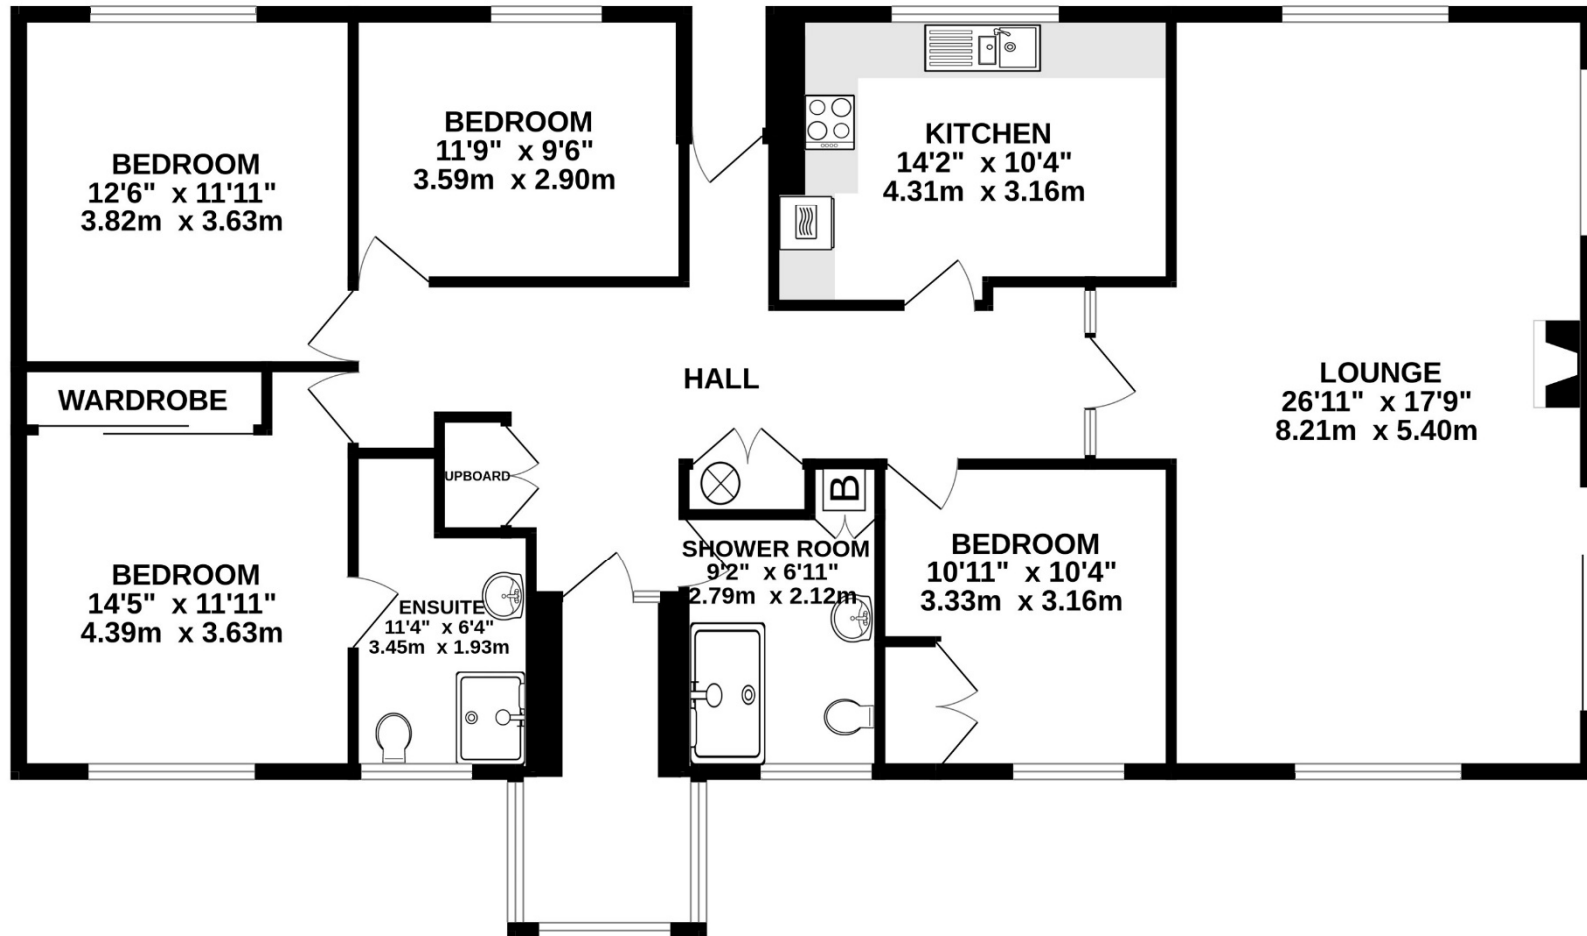 BEDROOM
12'6" x 11'11"
3.82m x 3.63m
BEDROOM
11'9" x 9'6"
3.59m x 2.90m
KITCHEN
14'2" x 10'4"
4.31m x 3.16m
LOUNGE
26'11" x 17'9"
8.21m x 5.40m
HALL
WARDROBE
UPBOARD
B
BEDROOM
14'5" x 11'11"
4.39m x 3.63m
ENSUITE
11'4" x 6'4"
3.45m x 1.93m
SHOWER ROOM
9'2" x 6'11"
2.79m x 2.12m
BEDROOM
10'11" x 10'4"
3.33m x 3.16m